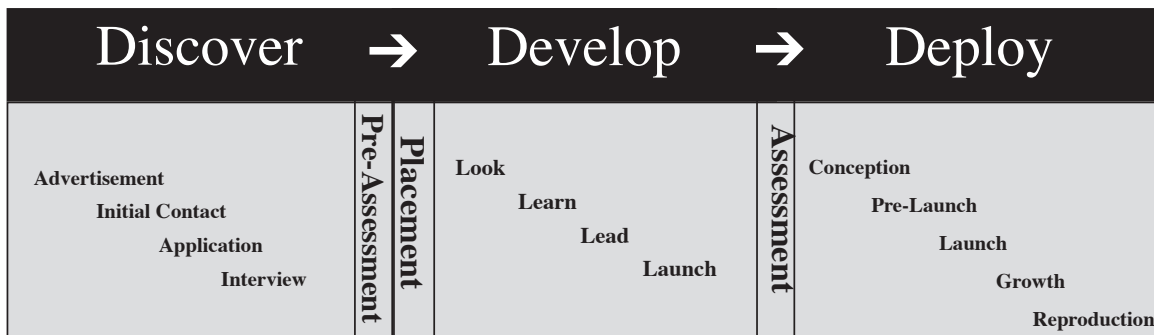 Discover ➔ Develop ➔ Deploy
Advertisement
Initial Contact
Application
Interview
Pre-Assessment
Placement
Look
Learn
Lead
Launch
Assessment
Conception
Pre-Launch
Launch
Growth
Reproduction